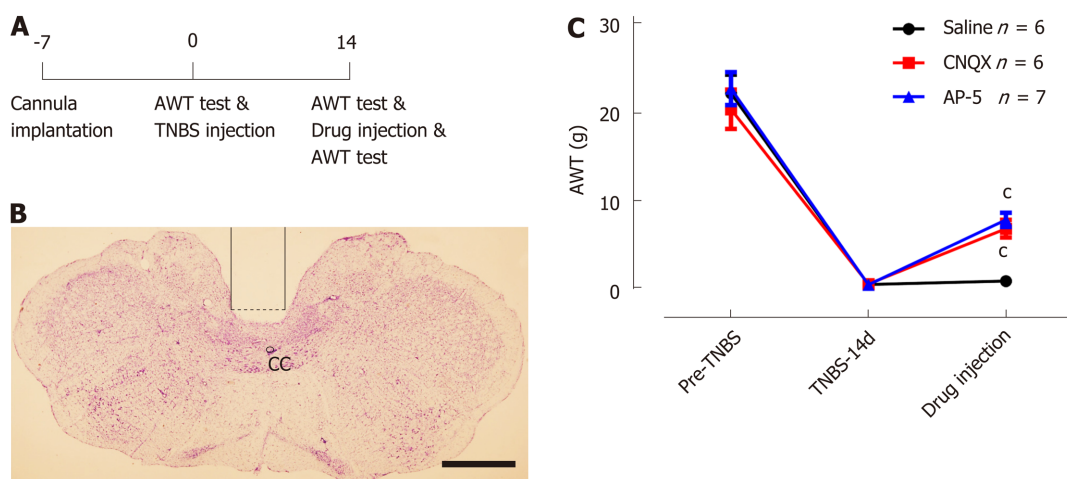 A
-7 0 14
Cannula
implantation
AWT test &
TNBS injection
AWT test &
Drug injection &
AWT test
B
CC
C
Saline n = 6
CNQX n = 6
AP-5 n = 7
AWT (g)
30
20
10
0
c
c
Pre-TNBS
TNBS-14d
Drug injection